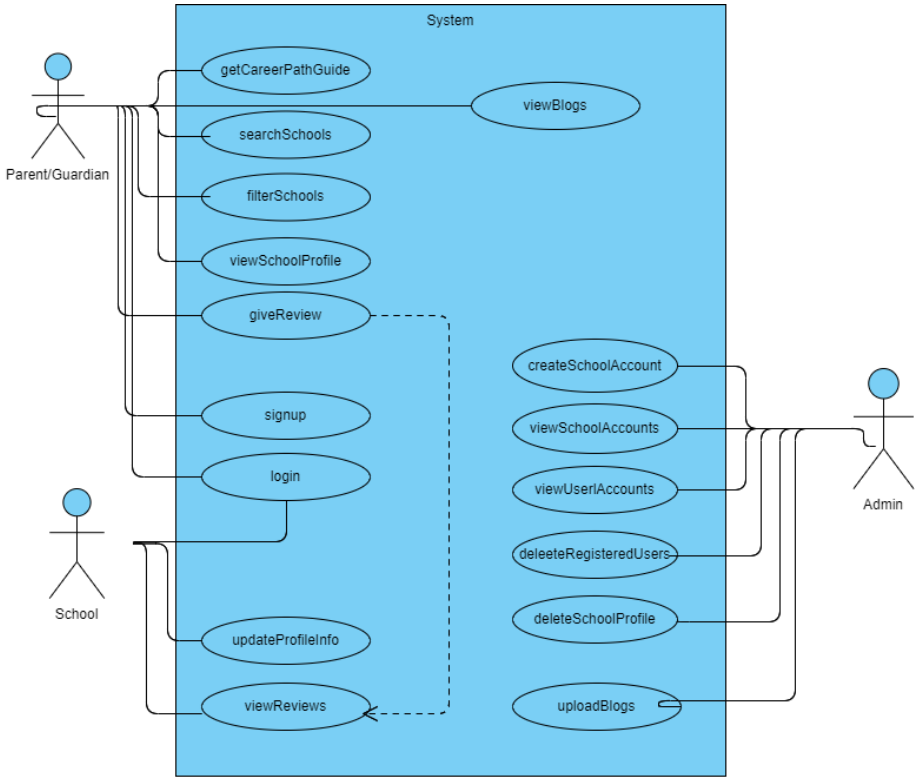 System
getCareerPathGuide
viewBlogs
searchSchools
Parent/Guardian
filterSchools
viewSchoolProfile
giveReview
createSchoolAccount
signup
viewSchoolAccounts
login
viewUserlAccounts
Admin
deleeteRegisteredUsers
School
deleteSchoolProfile
updateProfileInfo
viewReviews
uploadBlogs